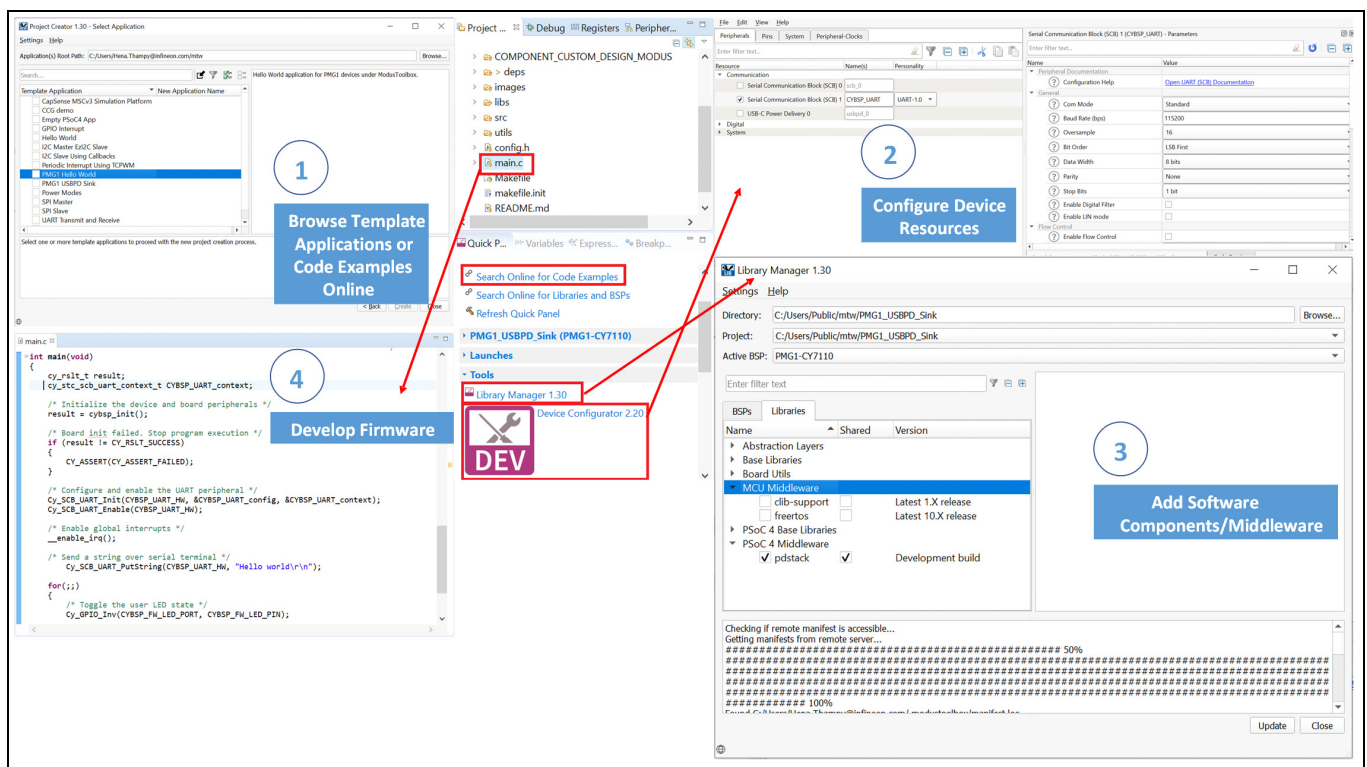 Project Creator 1.30 - Select Application
Settings Help
Application(s) Root Path: C:/Users/Hena.Thampy@infineon.com/mtw
Browse...
Search...
Hello World application for PMG1 devices under ModusToolbox.
Template Application New Application Name
CapSense MSCv3 Simulation Platform
CCG demo
Empty PSoC4 App
GPIO Interrupt
Hello World
I2C Master EzI2C Slave
I2C Slave Using Callbacks
Periodic Interrupt Using TCPWM
PMG1 Hello World
PMG1 USBPD Sink
Power Modes
SPI Master
SPI Slave
UART Transmit and Receive
Select one or more template applications to proceed with the new project creation process.
< Back Create Close
1
Browse Template
Applications or
Code Examples
Online
main.c
int main(void)
{
cy_rslt_t result;
cy_stc_scb_uart_context_t CYBSP_UART_context;
/* Initialize the device and board peripherals */
result = cybsp_init();
/* Board init failed. Stop program execution */
if (result != CY_RSLT_SUCCESS)
{
CY_ASSERT(CY_ASSERT_FAILED);
}
/* Configure and enable the UART peripheral */
Cy_SCB_UART_Init(CYBSP_UART_HW, &CYBSP_UART_config, &CYBSP_UART_context);
Cy_SCB_UART_Enable(CYBSP_UART_HW);
/* Enable global interrupts */
__enable_irq();
/* Send a string over serial terminal */
Cy_SCB_UART_PutString(CYBSP_UART_HW, "Hello world\r\n");
for(;;)
{
/* Toggle the user LED state */
Cy_GPIO_Inv(CYBSP_FW_LED_PORT, CYBSP_FW_LED_PIN);
4
Develop Firmware
Project ... Debug Registers Peripher...
COMPONENT_CUSTOM_DESIGN_MODUS
> deps
images
libs
src
utils
config.h
main.c
Makefile
makefile.init
README.md
Quick P... Variables Express... Breakp...
Search Online for Code Examples
Search Online for Libraries and BSPs
Refresh Quick Panel
PMG1_USBPD_Sink (PMG1-CY7110)
Launches
Tools
Library Manager 1.30
Device Configurator 2.20
DEV
File Edit View Help
Peripherals Pins System Peripheral-Clocks
Enter filter text...
Resource Name(s) Personality
Communication
Serial Communication Block (SCB) 0 scb_0
Serial Communication Block (SCB) 1 CYBSP_UART UART-1.0
USB-C Power Delivery 0 usbpd_0
Digital
System
2
Configure Device
Resources
Serial Communication Block (SCB) 1 (CYBSP_UART) - Parameters
Enter filter text...
Name Value
Peripheral Documentation
Configuration Help Open UART (SCB) Documentation
General
Com Mode Standard
Baud Rate (bps) 115200
Oversample 16
Bit Order LSB First
Data Width 8 bits
Parity None
Stop Bits 1 bit
Enable Digital Filter
Enable LIN mode
Flow Control
Enable Flow Control
Library Manager 1.30
Settings Help
Directory: C:/Users/Public/mtw/PMG1_USBPD_Sink Browse...
Project: C:/Users/Public/mtw/PMG1_USBPD_Sink
Active BSP: PMG1-CY7110
Enter filter text
BSPs Libraries
Name Shared Version
Abstraction Layers
Base Libraries
Board Utils
MCU Middleware
clib-support Latest 1.X release
freertos Latest 10.X release
PSoC 4 Base Libraries
PSoC 4 Middleware
pdstack Development build
3
Add Software
Components/Middleware
Checking if remote manifest is accessible...
Getting manifests from remote server...
################################################## 50%
############ 100%
Update Close